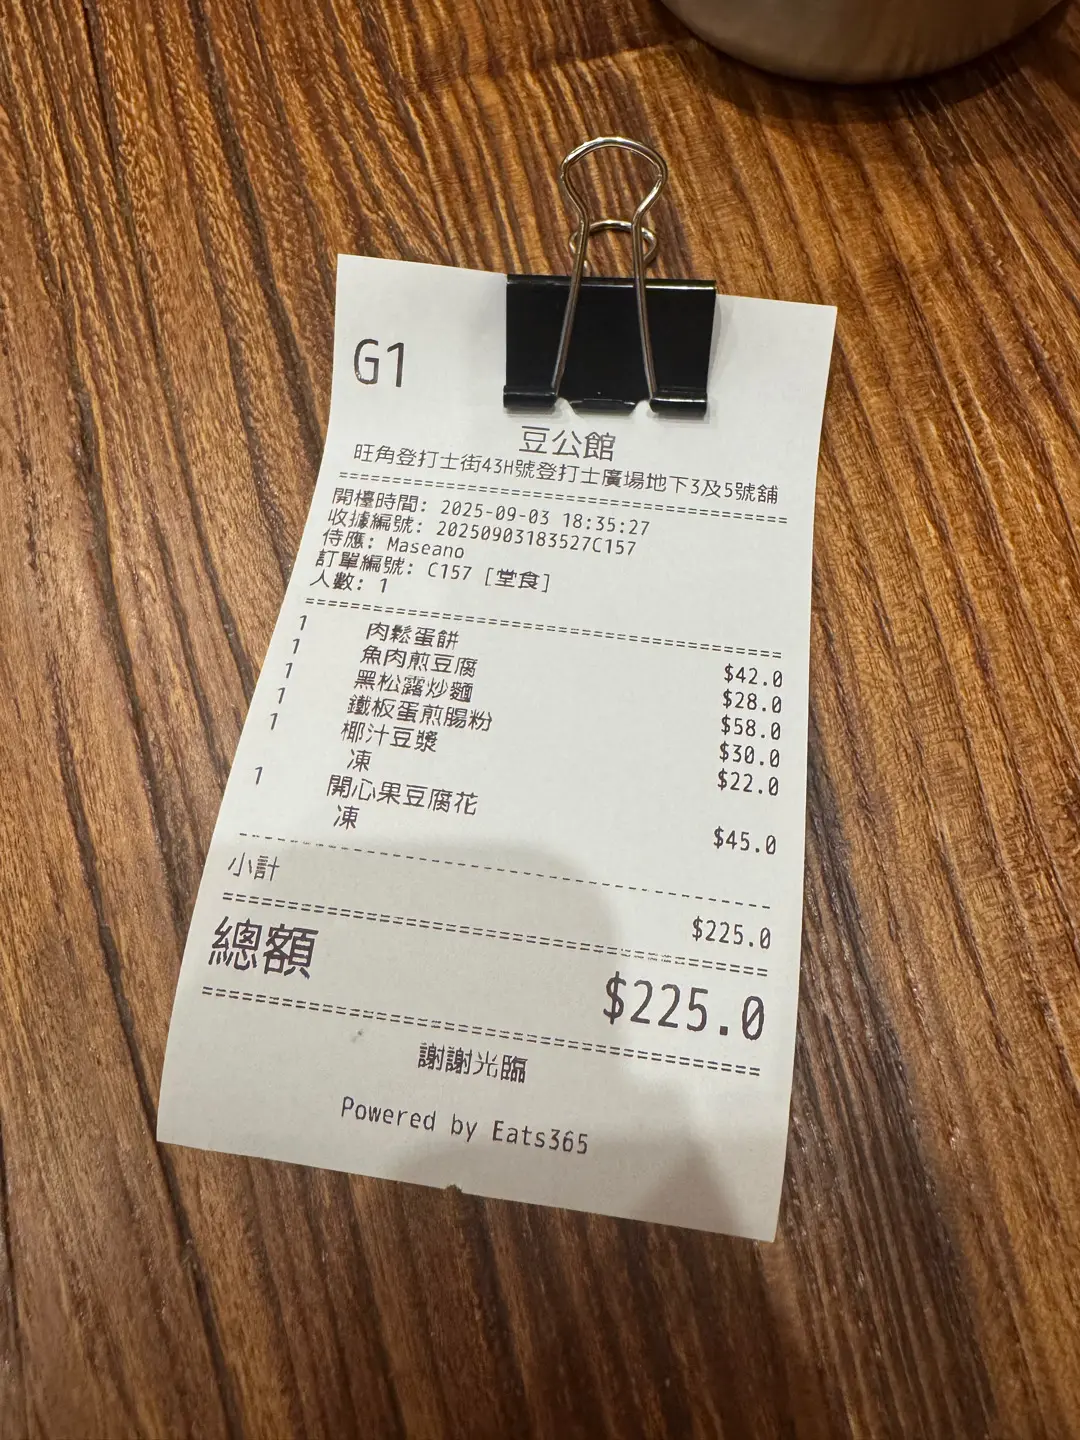 G1
豆公館
旺角登打士街43H號登打士廣場地下3及5號舖
================================================
開檯時間: 2025-09-03 18:35:27
收據編號: 20250903183527C157
侍應: Maseano
訂單編號: C157 [堂食]
人數: 1
================================================
1 肉鬆蛋餅 $42.0
1 魚肉煎豆腐 $28.0
1 黑松露炒麵 $58.0
1 鐵板蛋煎腸粉 $30.0
1 椰汁豆漿 $22.0
凍
1 開心果豆腐花 $45.0
凍
------------------------------------------------
小計 $225.0
================================================
總額 $225.0
================================================
謝謝光臨
Powered by Eats365